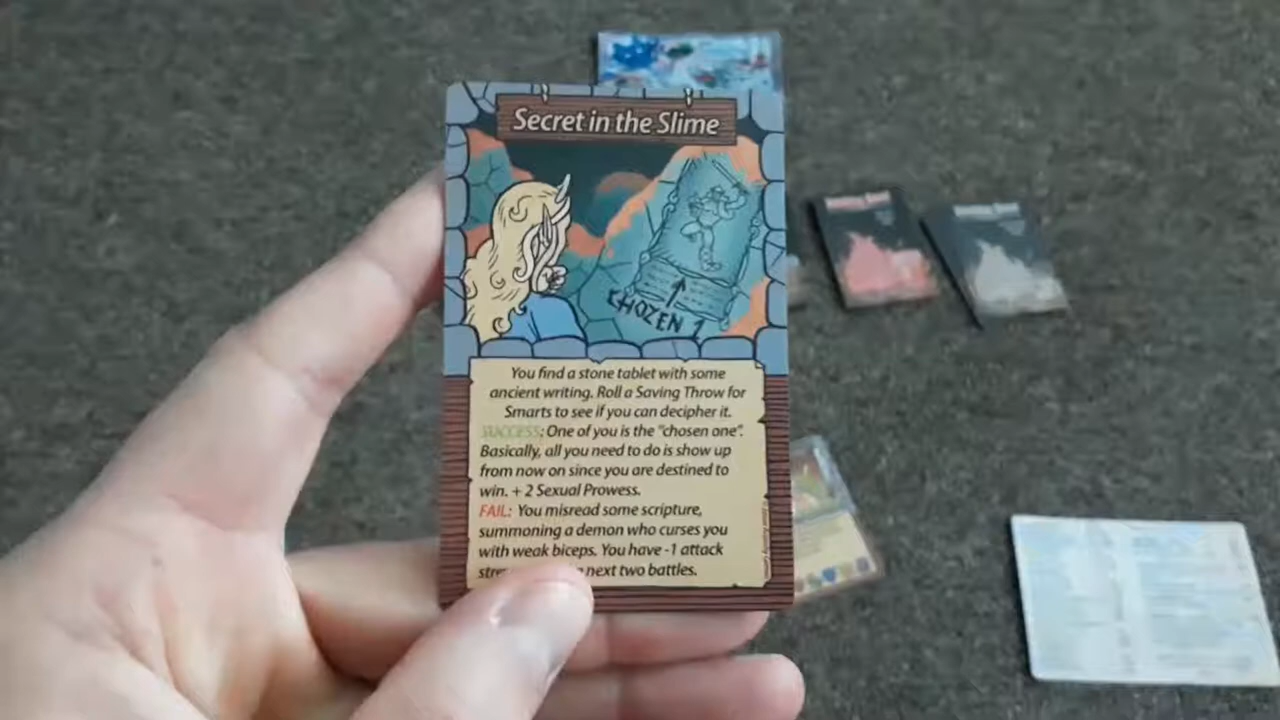 Secret in the Slime
CHOZEN 1
You find a stone tablet with some
ancient writing. Roll a Saving Throw for
Smarts to see if you can decipher it.
SUCCESS: One of you is the "chosen one".
Basically, all you need to do is show up
from now on since you are destined to
win. + 2 Sexual Prowess.
FAIL: You misread some scripture,
summoning a demon who curses you
with weak biceps. You have -1 attack
next two battles.